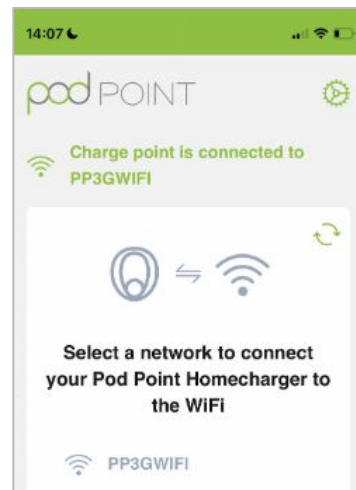 14:07
pod POINT
Charge point is connected to
PP3GWIFI
Select a network to connect
your Pod Point Homecharger to
the WiFi
PP3GWIFI